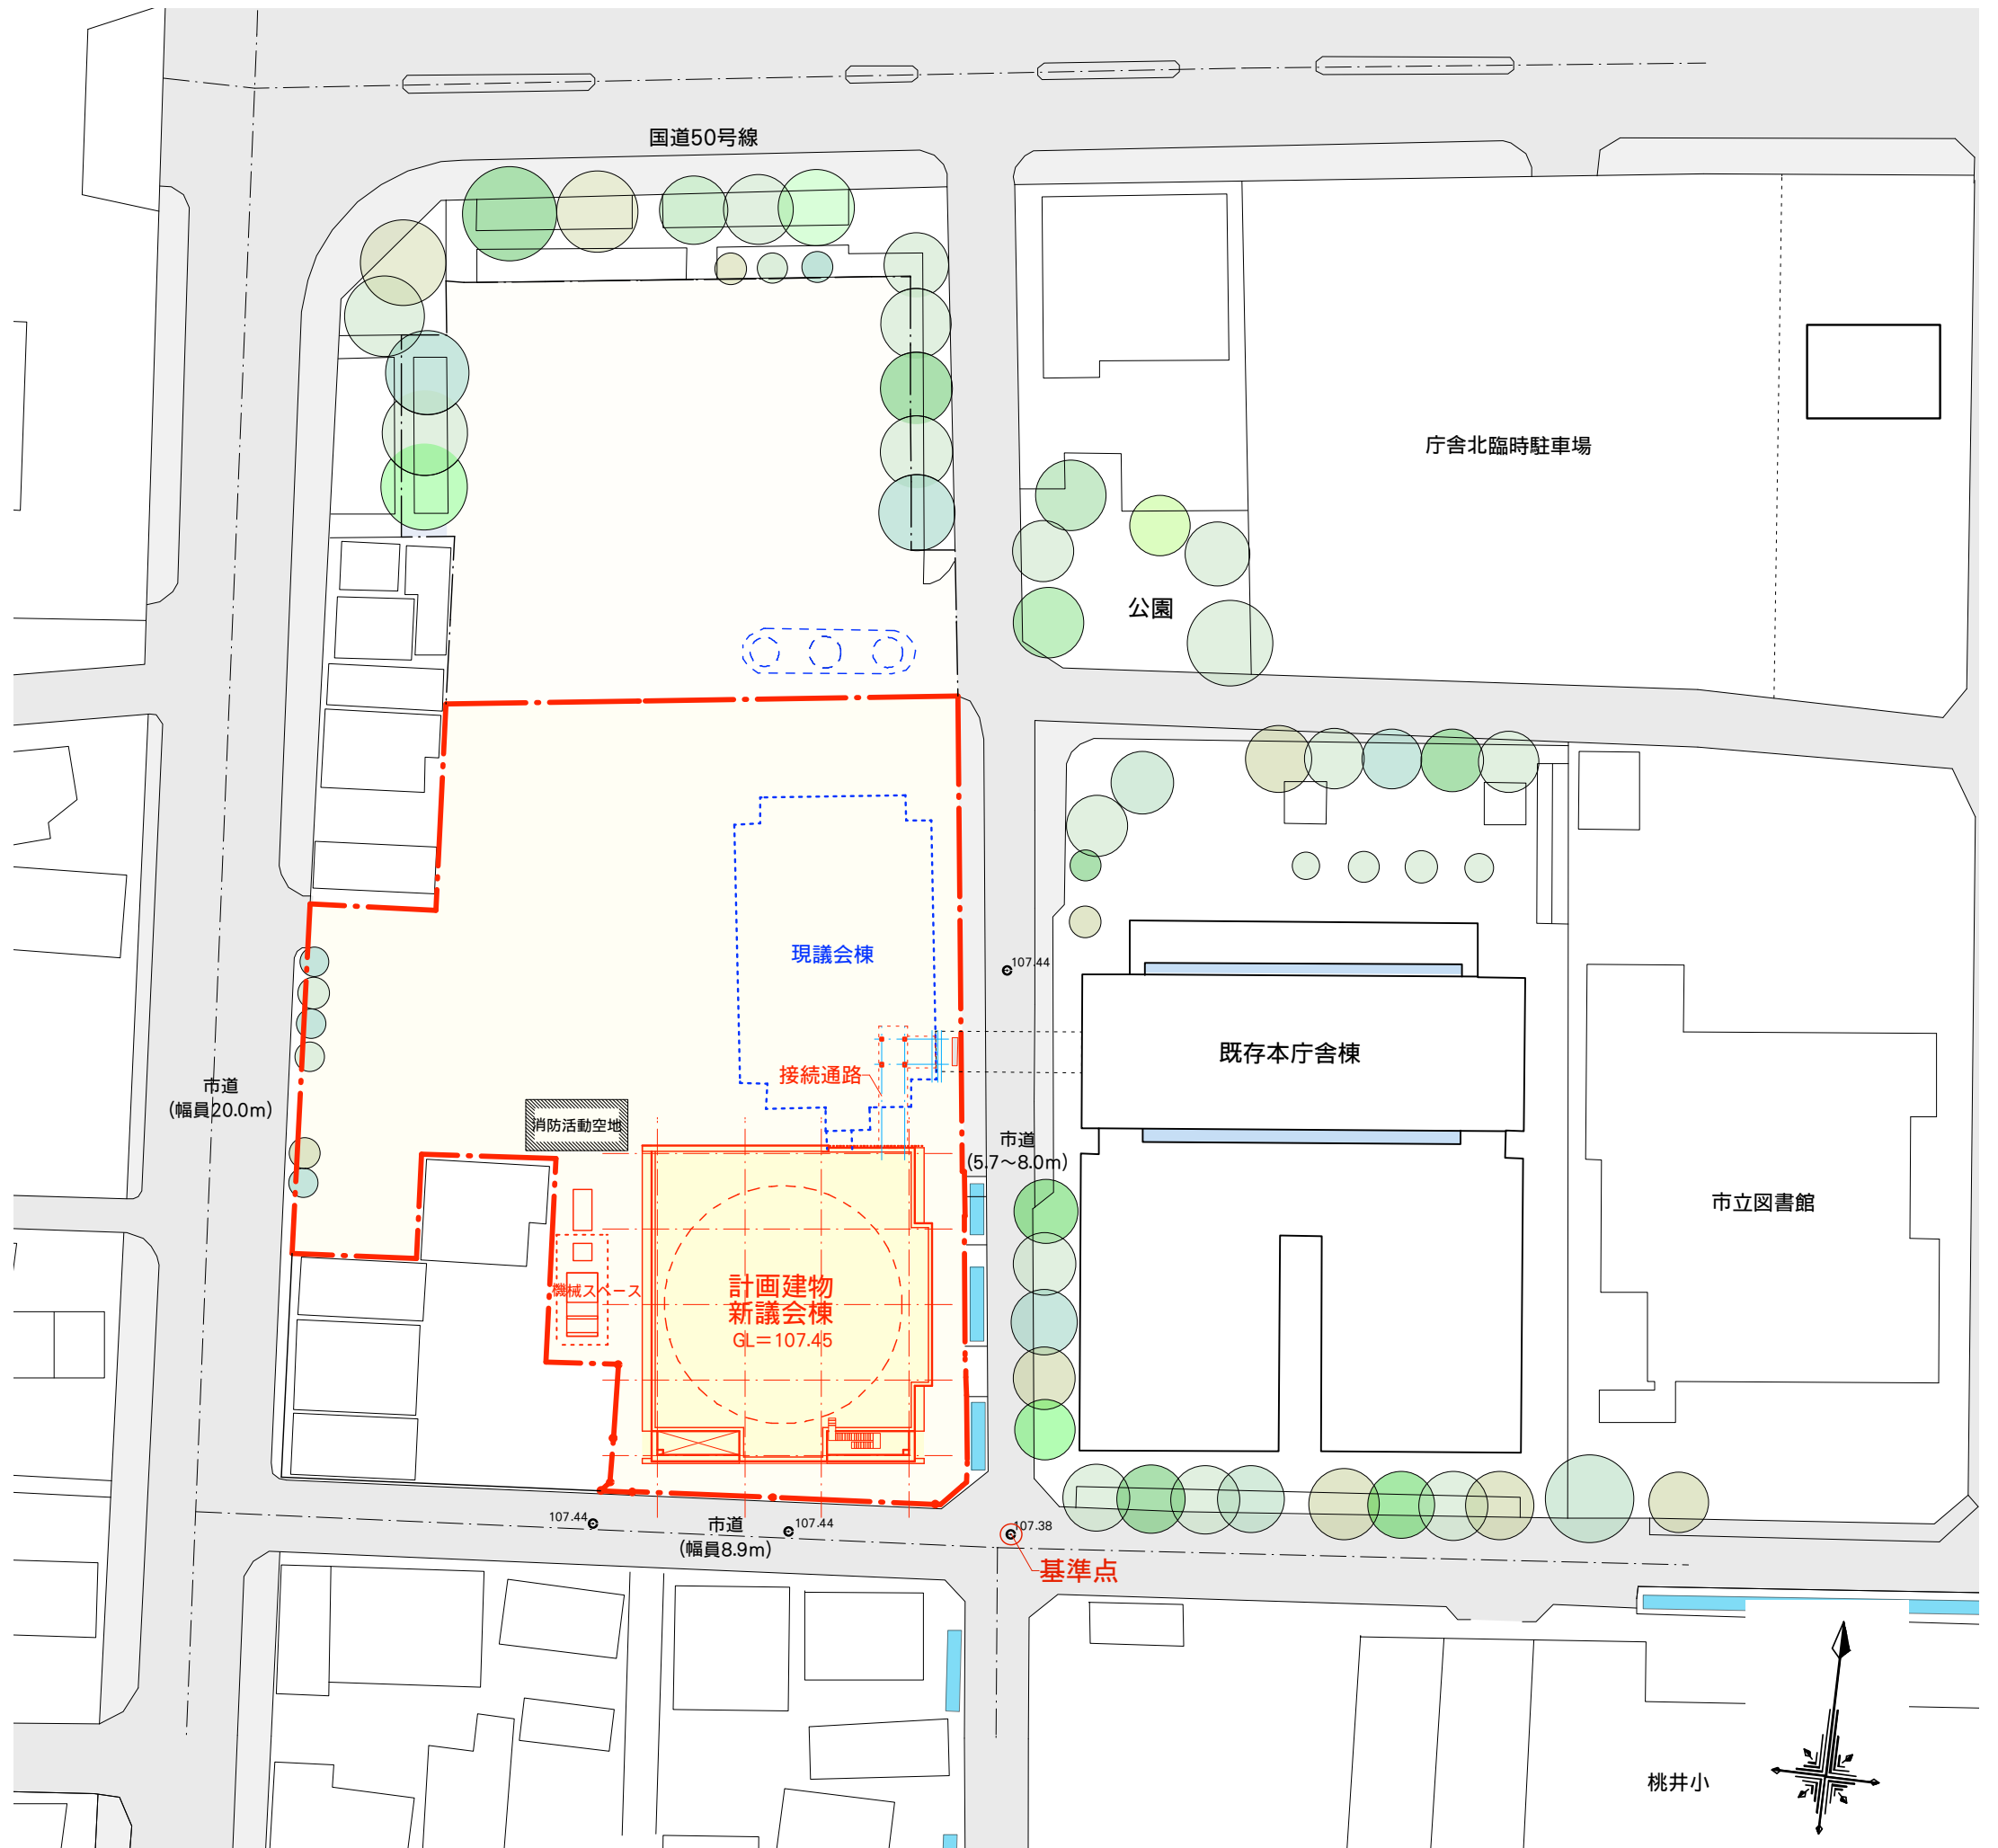 国道50号線
庁舎北臨時駐車場
公園
現議会棟
107.44
既存本庁舎棟
接続通路
市道
(幅員20.0m)
消防活動空地
市道
(5.7～8.0m)
市立図書館
機械スペース
計画建物
新議会棟
GL＝107.45
107.44
市道
(幅員8.9m)
107.44
107.38
基準点
桃井小